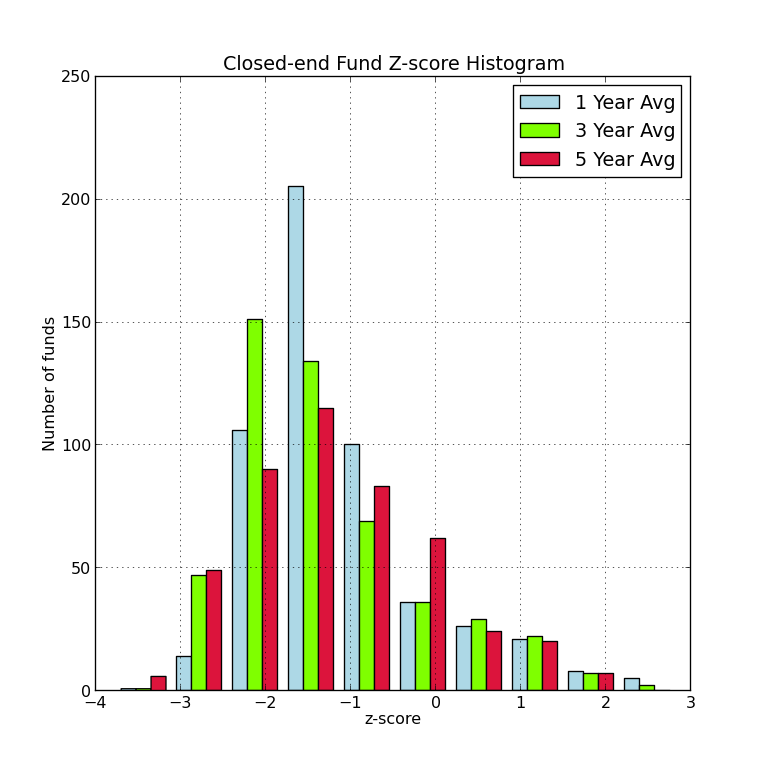 Closed-end Fund Z-score Histogram
1 Year Avg
3 Year Avg
5 Year Avg
Number of funds
250
200
150
100
50
0
−4 −3 −2 −1 0 1 2 3
z-score